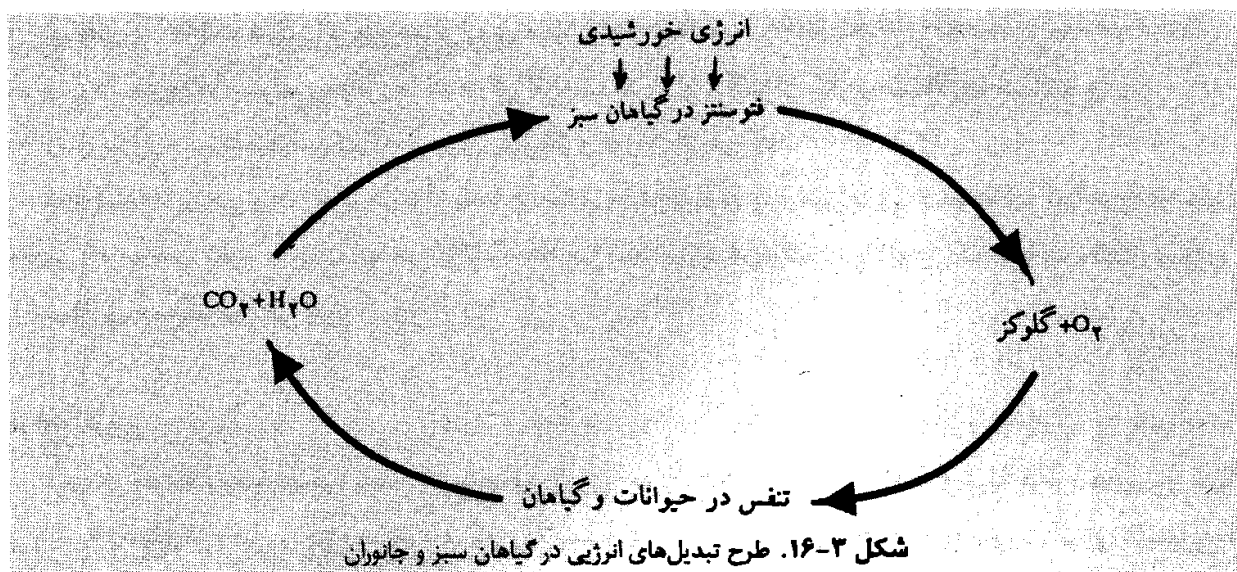 انرژی خورشیدی
فتوسنتز در گیاهان سبز
CO۲+H۲O
گلوکز +O۲
تنفس در حیوانات و گیاهان
شکل ۳-۱۶. طرح تبدیل‌های انرژیی در گیاهان سبز و جانوران